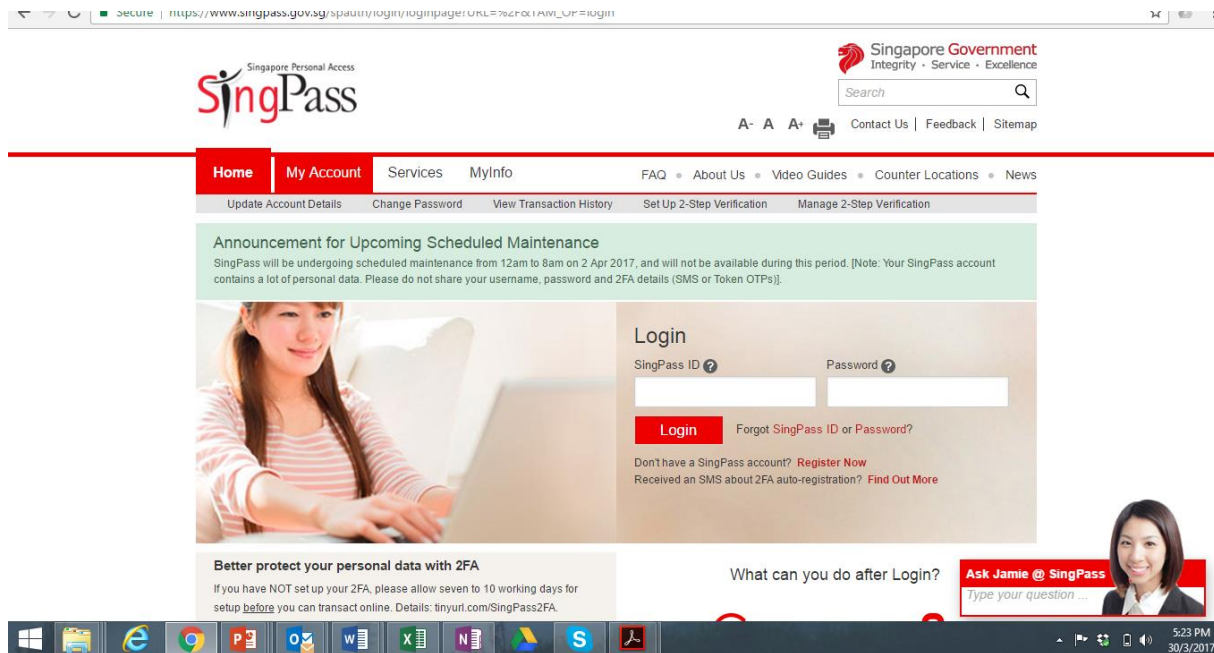 Secure | https://www.singpass.gov.sg/spauth/login/loginpage?URL=%2F&TAM_OP=login
Singapore Personal Access
SingPass
Singapore Government
Integrity · Service · Excellence
Search
A- A A+ Contact Us | Feedback | Sitemap
Home My Account Services MyInfo FAQ About Us Video Guides Counter Locations News
Update Account Details Change Password View Transaction History Set Up 2-Step Verification Manage 2-Step Verification
Announcement for Upcoming Scheduled Maintenance
SingPass will be undergoing scheduled maintenance from 12am to 8am on 2 Apr 2017, and will not be available during this period. [Note: Your SingPass account
contains a lot of personal data. Please do not share your username, password and 2FA details (SMS or Token OTPs)].
Login
SingPass ID ? Password ?
Login Forgot SingPass ID or Password?
Don't have a SingPass account? Register Now
Received an SMS about 2FA auto-registration? Find Out More
Better protect your personal data with 2FA
If you have NOT set up your 2FA, please allow seven to 10 working days for
setup before you can transact online. Details: tinyurl.com/SingPass2FA.
What can you do after Login?
Ask Jamie @ SingPass
Type your question ...
5:23 PM
30/3/2017